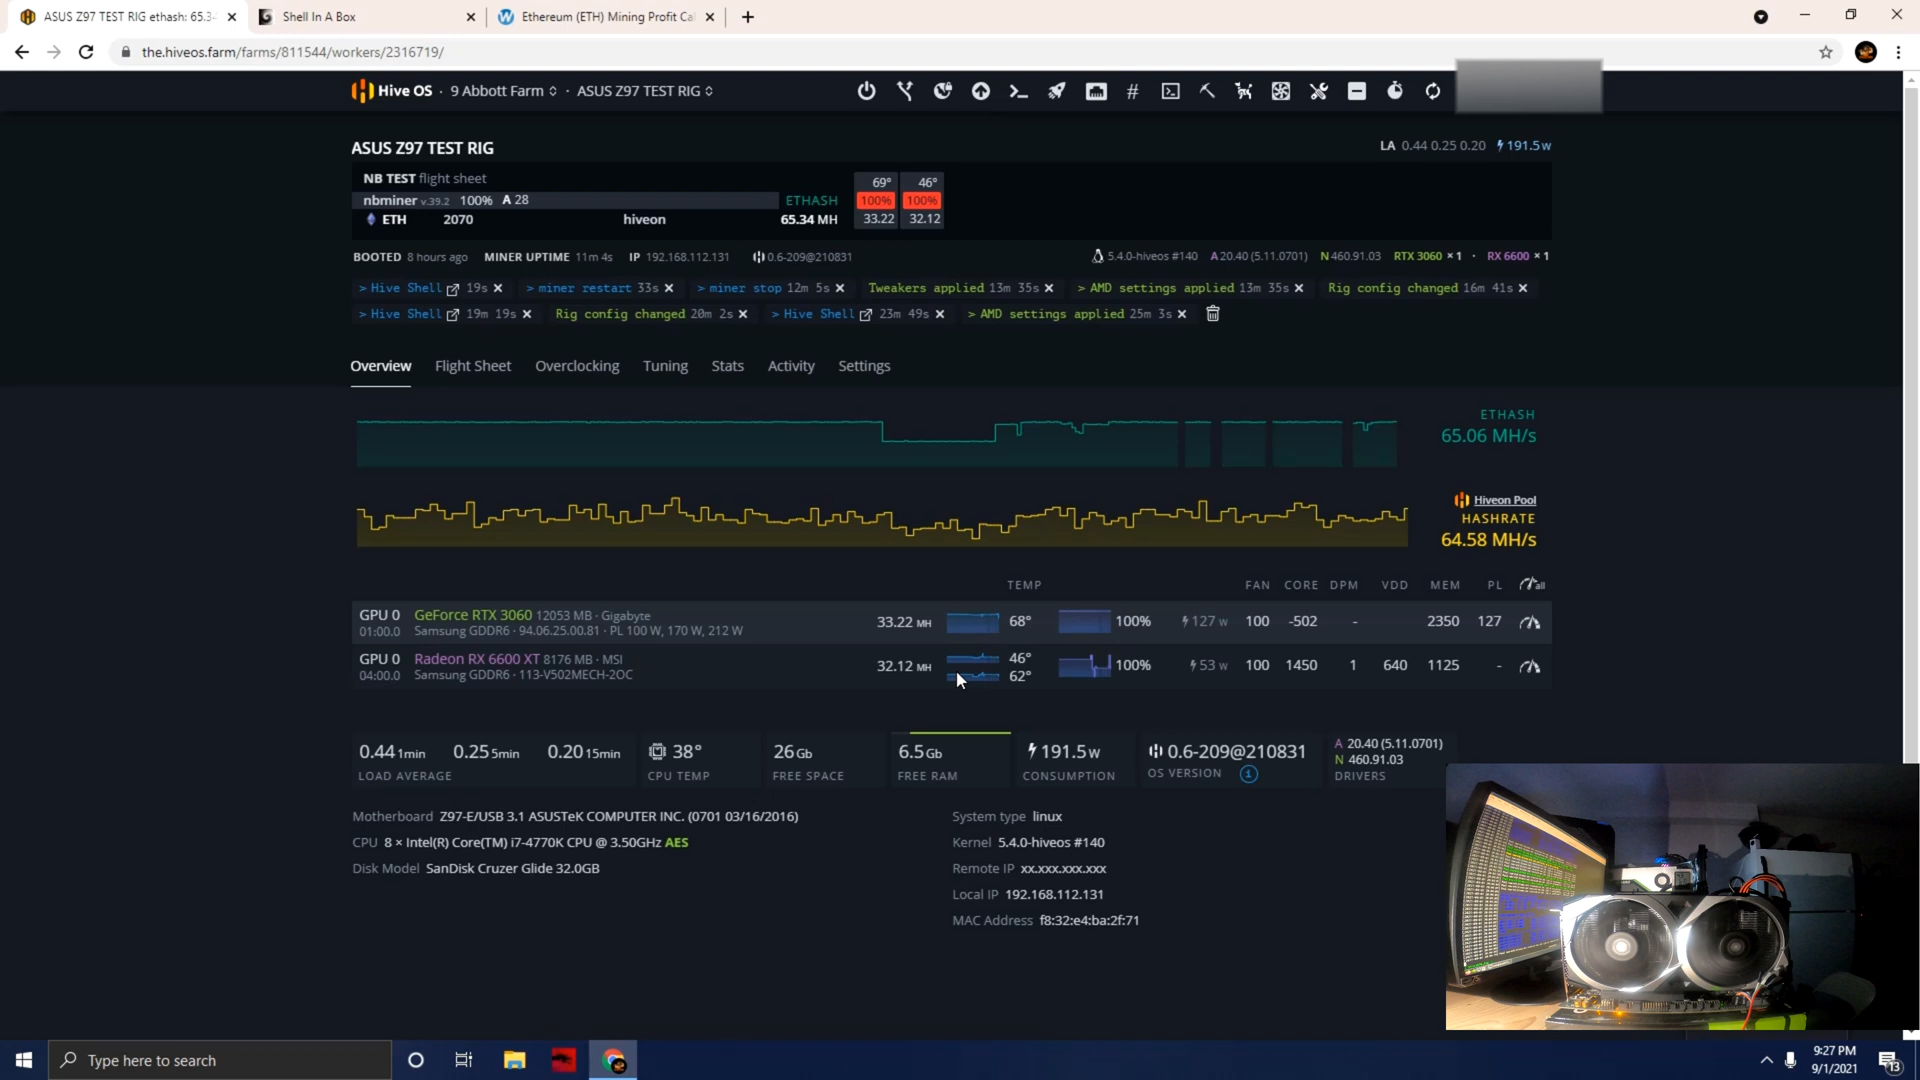 ASUS Z97 TEST RIG ethash: 65.34
Shell In A Box
Ethereum (ETH) Mining Profit Ca
the.hiveos.farm/farms/811544/workers/2316719/
Hive OS · 9 Abbott Farm · ASUS Z97 TEST RIG
ASUS Z97 TEST RIG
LA 0.44 0.25 0.20 191.5 W
NB TEST flight sheet
69° 46°
nbminer v.39.2 100% A 28 ETHASH 100% 100%
ETH 2070 hiveon 65.34 MH 33.22 32.12
BOOTED 8 hours ago MINER UPTIME 11m 4s IP 192.168.112.131 0.6-209@210831 5.4.0-hiveos #140 A 20.40 (5.11.0701) N 460.91.03 RTX 3060 × 1 · RX 6600 × 1
> Hive Shell 19s × > miner restart 33s × > miner stop 12m 5s × Tweakers applied 13m 35s × > AMD settings applied 13m 35s × Rig config changed 16m 41s ×
> Hive Shell 19m 19s × Rig config changed 20m 2s × > Hive Shell 23m 49s × > AMD settings applied 25m 3s ×
Overview Flight Sheet Overclocking Tuning Stats Activity Settings
ETHASH
65.06 MH/s
Hiveon Pool
HASHRATE
64.58 MH/s
TEMP FAN CORE DPM VDD MEM PL all
GPU 0 GeForce RTX 3060 12053 MB · Gigabyte
01:00.0 Samsung GDDR6 · 94.06.25.00.81 · PL 100 W, 170 W, 212 W
33.22 MH 68° 100% 127 W 100 -502 - 2350 127
GPU 0 Radeon RX 6600 XT 8176 MB · MSI
04:00.0 Samsung GDDR6 · 113-V502MECH-2OC
32.12 MH 46° 62° 100% 53 W 100 1450 1 640 1125 -
0.44 1min 0.25 5min 0.20 15min 38° 26 Gb 6.5 Gb 191.5 W 0.6-209@210831 A 20.40 (5.11.0701)
N 460.91.03
LOAD AVERAGE CPU TEMP FREE SPACE FREE RAM CONSUMPTION OS VERSION DRIVERS
Motherboard Z97-E/USB 3.1 ASUSTeK COMPUTER INC. (0701 03/16/2016)
CPU 8 × Intel(R) Core(TM) i7-4770K CPU @ 3.50GHz AES
Disk Model SanDisk Cruzer Glide 32.0GB
System type linux
Kernel 5.4.0-hiveos #140
Remote IP xx.xxx.xxx.xxx
Local IP 192.168.112.131
MAC Address f8:32:e4:ba:2f:71
Type here to search
9:27 PM
9/1/2021
13